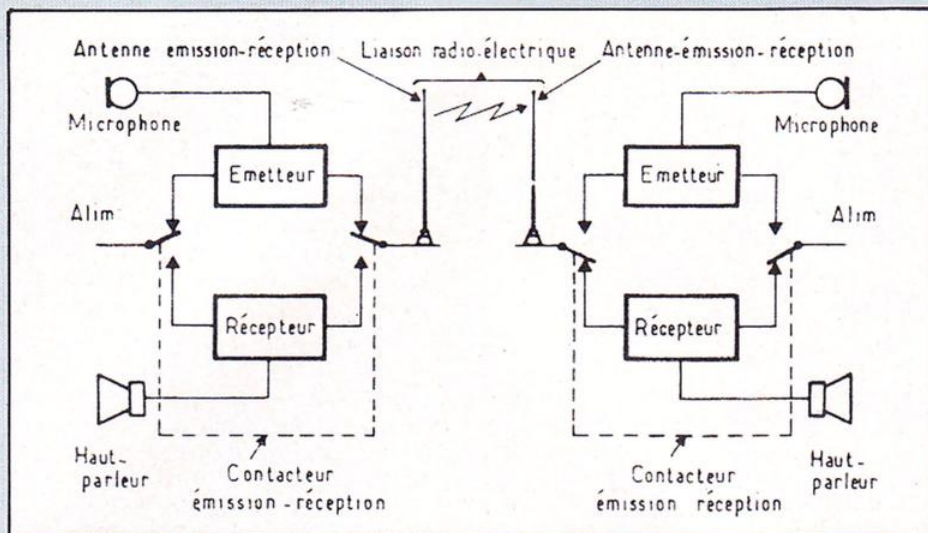 Antenne emission-réception
Liaison radio-électrique
Antenne-émission-réception
Microphone
Microphone
Emetteur
Emetteur
Alim
Alim
Récepteur
Récepteur
Haut-
parleur
Contacteur
émission-réception
Contacteur
émission réception
Haut-
parleur